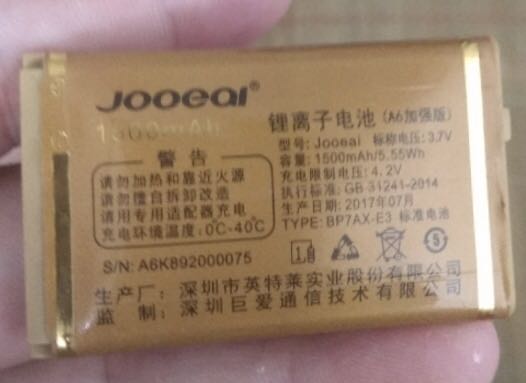 Jooeai®
1500mAh
锂离子电池(A6加强版)
型号: Jooeai 标称电压: 3.7V
容量: 1500mAh/5.55Wh
充电限制电压: 4.2V
执行标准: GB 31241-2014
生产日期: 2017年07月
TYPE: BP7AX-E3 标准电池
警告
请勿加热和靠近火源
请勿擅自拆卸改造
请用专用适配器充电
充电环境温度: 0C-40℃
S/N: A6K892000075
5
生产厂: 深圳市英特莱实业股份有限公司
监制: 深圳巨爱通信技术有限公司